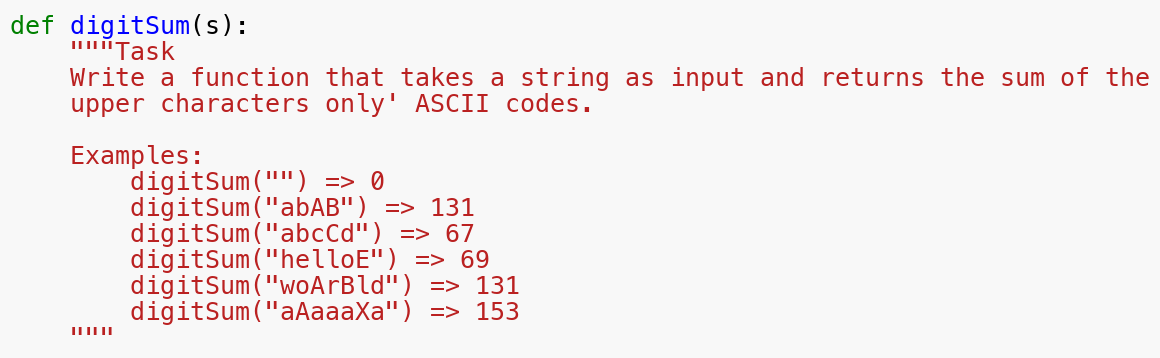 def digitSum(s):
    """Task
    Write a function that takes a string as input and returns the sum of the
    upper characters only' ASCII codes.

    Examples:
        digitSum("") => 0
        digitSum("abAB") => 131
        digitSum("abcCd") => 67
        digitSum("helloE") => 69
        digitSum("woArBld") => 131
        digitSum("aAaaaXa") => 153
    """